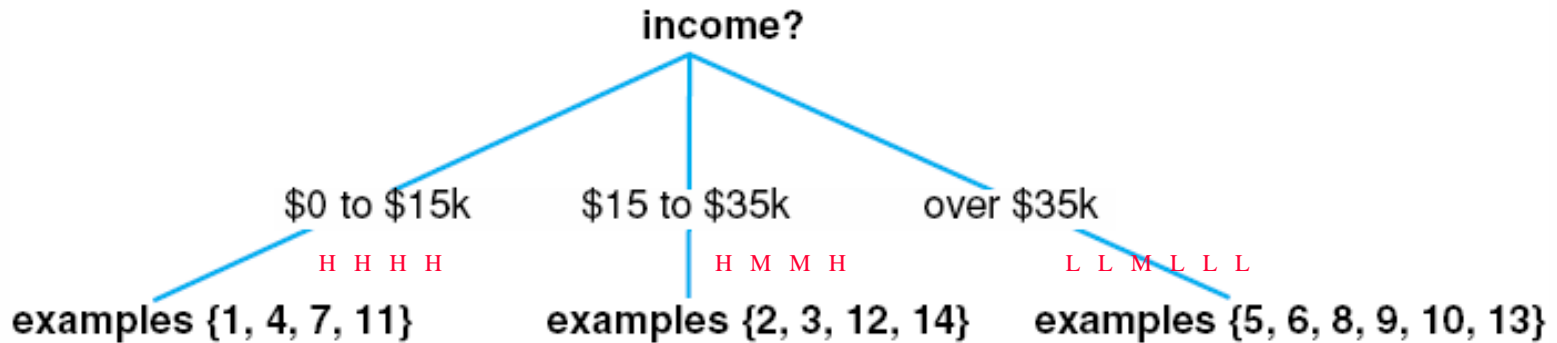 income?
$0 to $15k $15 to $35k over $35k
H H H H H M M H L L M L L L
examples {1, 4, 7, 11} examples {2, 3, 12, 14} examples {5, 6, 8, 9, 10, 13}